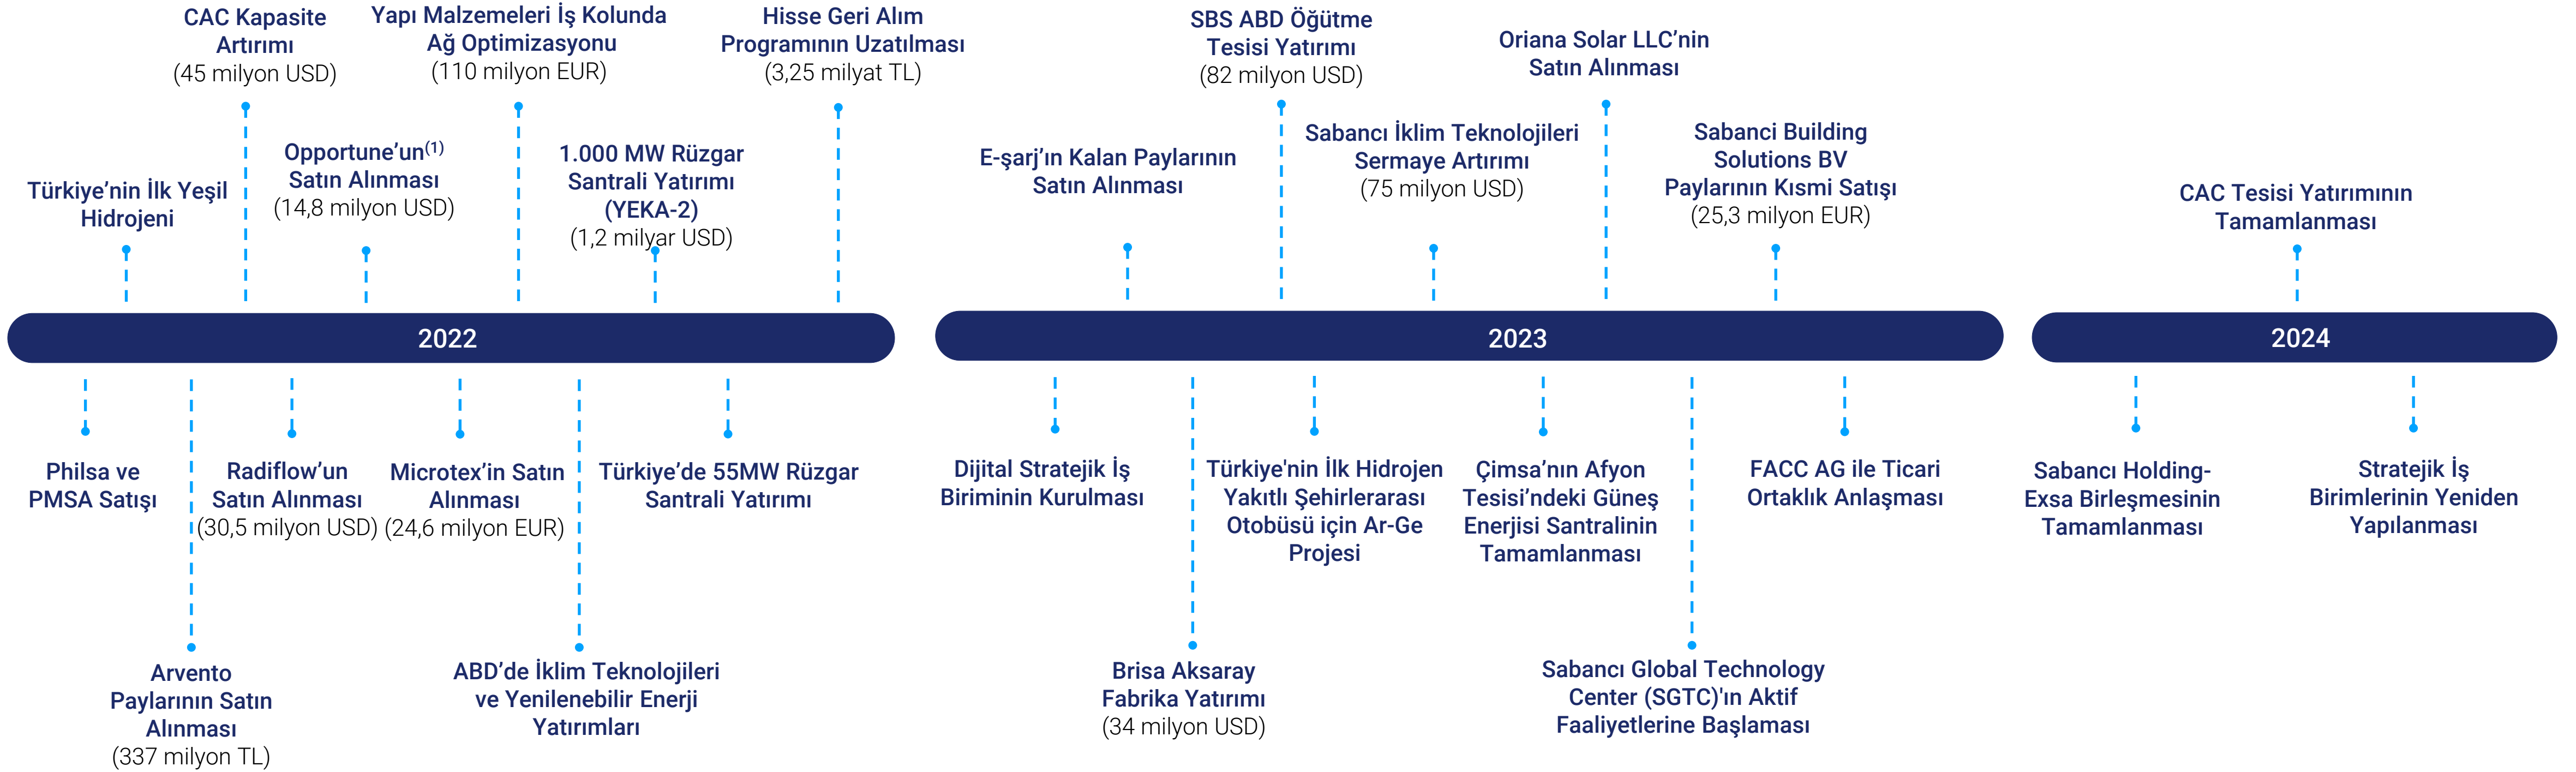 CAC Kapasite
Artırımı
(45 milyon USD)
Yapı Malzemeleri İş Kolunda
Ağ Optimizasyonu
(110 milyon EUR)
Hisse Geri Alım
Programının Uzatılması
(3,25 milyat TL)
Türkiye’nin İlk Yeşil
Hidrojeni
Opportune’un(1)
Satın Alınması
(14,8 milyon USD)
1.000 MW Rüzgar
Santrali Yatırımı
(YEKA-2)
(1,2 milyar USD)
2022
Philsa ve
PMSA Satışı
Radiflow’un
Satın Alınması
(30,5 milyon USD)
Microtex’in Satın
Alınması
(24,6 milyon EUR)
Türkiye’de 55MW Rüzgar
Santrali Yatırımı
Arvento
Paylarının Satın
Alınması
(337 milyon TL)
ABD’de İklim Teknolojileri
ve Yenilenebilir Enerji
Yatırımları
SBS ABD Öğütme
Tesisi Yatırımı
(82 milyon USD)
Oriana Solar LLC’nin
Satın Alınması
E-şarj’ın Kalan Paylarının
Satın Alınması
Sabancı İklim Teknolojileri
Sermaye Artırımı
(75 milyon USD)
Sabanci Building
Solutions BV
Paylarının Kısmi Satışı
(25,3 milyon EUR)
2023
Dijital Stratejik İş
Biriminin Kurulması
Türkiye'nin İlk Hidrojen
Yakıtlı Şehirlerarası
Otobüsü için Ar-Ge
Projesi
Çimsa’nın Afyon
Tesisi’ndeki Güneş
Enerjisi Santralinin
Tamamlanması
FACC AG ile Ticari
Ortaklık Anlaşması
Brisa Aksaray
Fabrika Yatırımı
(34 milyon USD)
Sabancı Global Technology
Center (SGTC)'ın Aktif
Faaliyetlerine Başlaması
CAC Tesisi Yatırımının
Tamamlanması
2024
Sabancı Holding-
Exsa Birleşmesinin
Tamamlanması
Stratejik İş
Birimlerinin Yeniden
Yapılanması